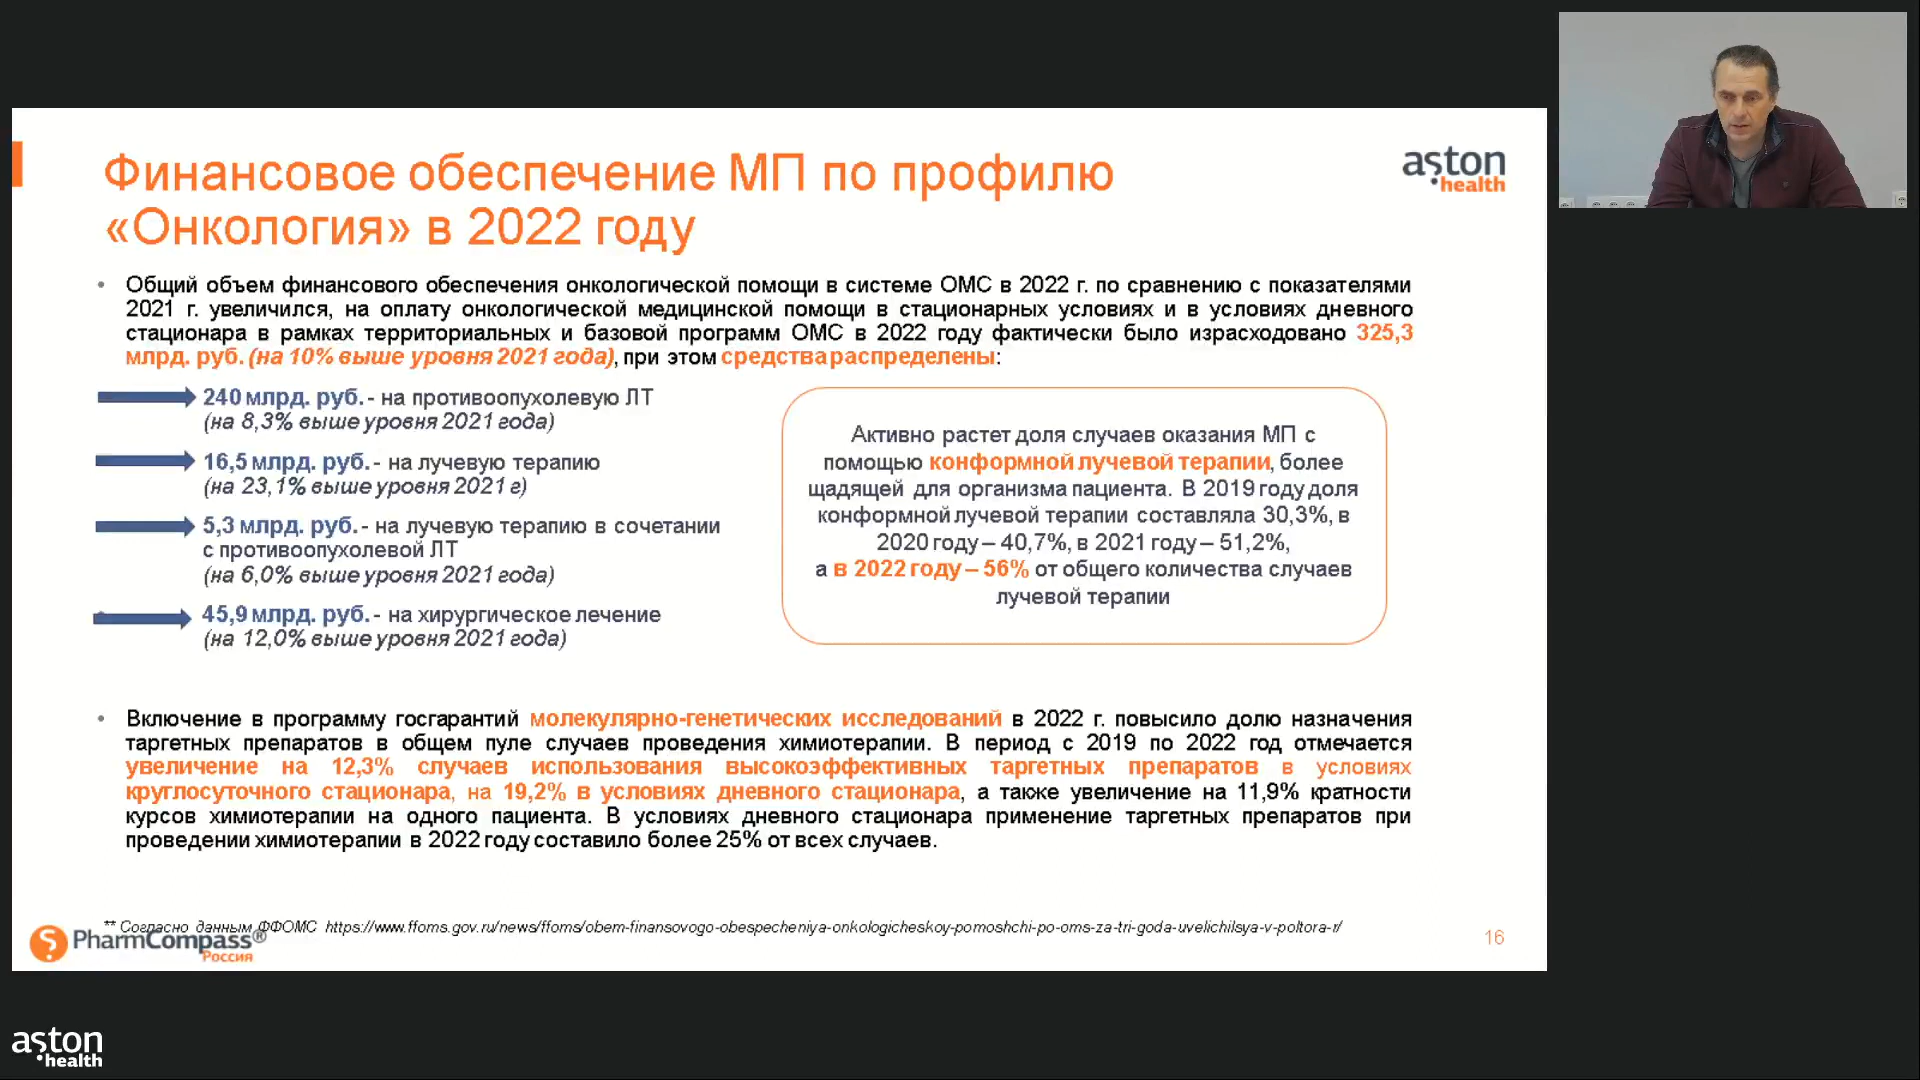 Финансовое обеспечение МП по профилю
«Онкология» в 2022 году
aston
health
• Общий объем финансового обеспечения онкологической помощи в системе ОМС в 2022 г. по сравнению с показателями
2021 г. увеличился, на оплату онкологической медицинской помощи в стационарных условиях и в условиях дневного
стационара в рамках территориальных и базовой программ ОМС в 2022 году фактически было израсходовано 325,3
млрд. руб. (на 10% выше уровня 2021 года), при этом средства распределены:
240 млрд. руб. - на противоопухолевую ЛТ
(на 8,3% выше уровня 2021 года)
16,5 млрд. руб. - на лучевую терапию
(на 23,1% выше уровня 2021 г)
5,3 млрд. руб. - на лучевую терапию в сочетании
с противоопухолевой ЛТ
(на 6,0% выше уровня 2021 года)
45,9 млрд. руб. - на хирургическое лечение
(на 12,0% выше уровня 2021 года)
Активно растет доля случаев оказания МП с
помощью конформной лучевой терапии, более
щадящей для организма пациента. В 2019 году доля
конформной лучевой терапии составляла 30,3%, в
2020 году – 40,7%, в 2021 году – 51,2%,
а в 2022 году – 56% от общего количества случаев
лучевой терапии
• Включение в программу госгарантий молекулярно-генетических исследований в 2022 г. повысило долю назначения
таргетных препаратов в общем пуле случаев проведения химиотерапии. В период с 2019 по 2022 год отмечается
увеличение на 12,3% случаев использования высокоэффективных таргетных препаратов в условиях
круглосуточного стационара, на 19,2% в условиях дневного стационара, а также увеличение на 11,9% кратности
курсов химиотерапии на одного пациента. В условиях дневного стационара применение таргетных препаратов при
проведении химиотерапии в 2022 году составило более 25% от всех случаев.
** Согласно данным ФФОМС https://www.ffoms.gov.ru/news/ffoms/obem-finansovogo-obespecheniya-onkologicheskoy-pomoshchi-po-oms-za-tri-goda-uvelichilsya-v-poltora-r/
PharmCompass®
Россия
16
aston
health